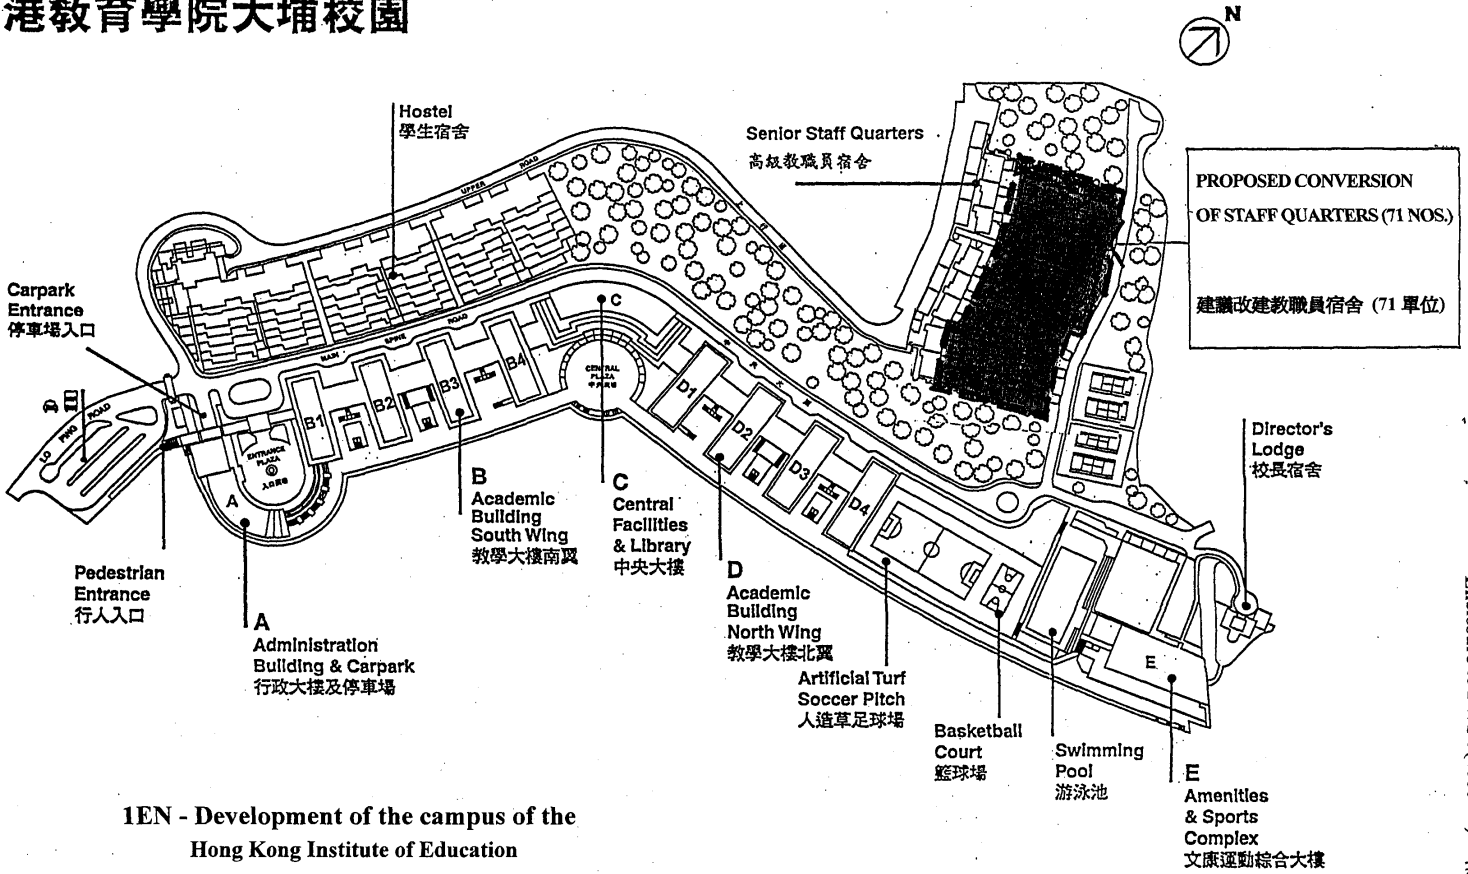 港教育學院大埔校園
N
Hostel
學生宿舍
Senior Staff Quarters
高級教職員宿舍
PROPOSED CONVERSION
OF STAFF QUARTERS (71 NOS.)
建議改建教職員宿舍 (71 單位)
UPPER ROAD
Carpark
Entrance
停車場入口
LO PING ROAD
MAIN SPINE ROAD
C
CENTRAL
PLAZA
中央廣場
B1
B2
B3
B4
D1
D2
D3
D4
ENTRANCE
PLAZA
入口廣場
A
E
Director's
Lodge
校長宿舍
Pedestrian
Entrance
行人入口
A
Administration
Building & Carpark
行政大樓及停車場
B
Academic
Building
South Wing
教學大樓南翼
C
Central
Facilities
& Library
中央大樓
D
Academic
Building
North Wing
教學大樓北翼
Artificial Turf
Soccer Pitch
人造草足球場
Basketball
Court
籃球場
Swimming
Pool
游泳池
E
Amenities
& Sports
Complex
文康運動綜合大樓
1EN - Development of the campus of the
Hong Kong Institute of Education